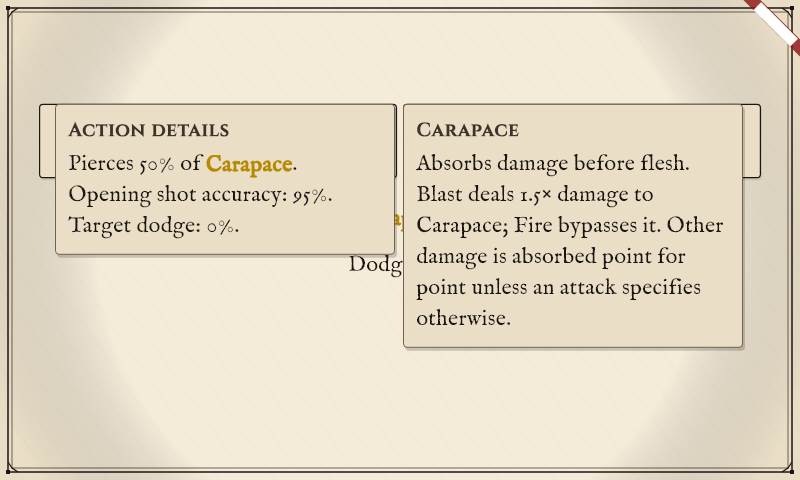 Action details
Pierces 50% of Carapace.
Opening shot accuracy: 95%.
Target dodge: 0%.
Carapace
Absorbs damage before flesh.
Blast deals 1.5× damage to
Carapace; Fire bypasses it. Other
damage is absorbed point for
point unless an attack specifies
otherwise.